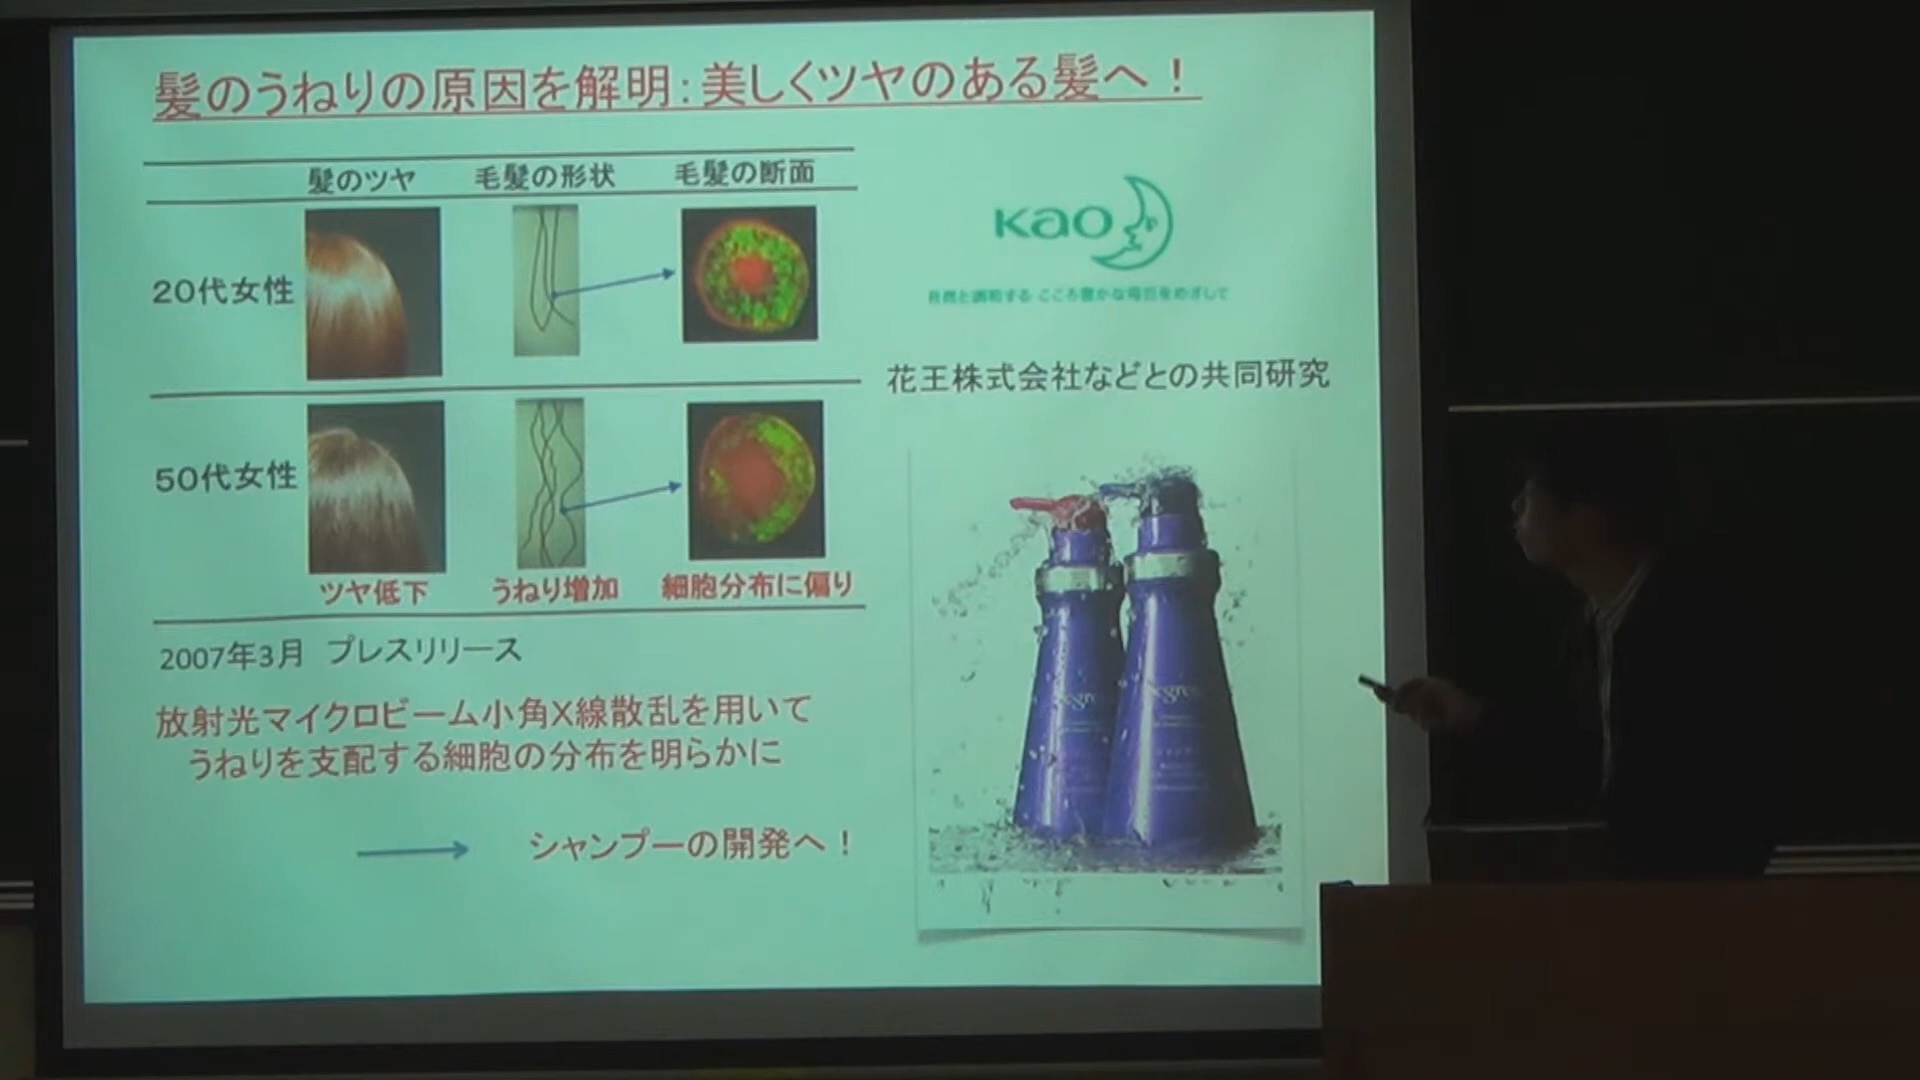 髪のうねりの原因を解明：美しくツヤのある髪へ！
髪のツヤ 毛髪の形状 毛髪の断面
20代女性
50代女性
ツヤ低下 うねり増加 細胞分布に偏り
2007年3月 プレスリリース
放射光マイクロビーム小角X線散乱を用いて
うねりを支配する細胞の分布を明らかに
シャンプーの開発へ！
Kao
自然と調和する こころ豊かな毎日をめざして
花王株式会社などとの共同研究